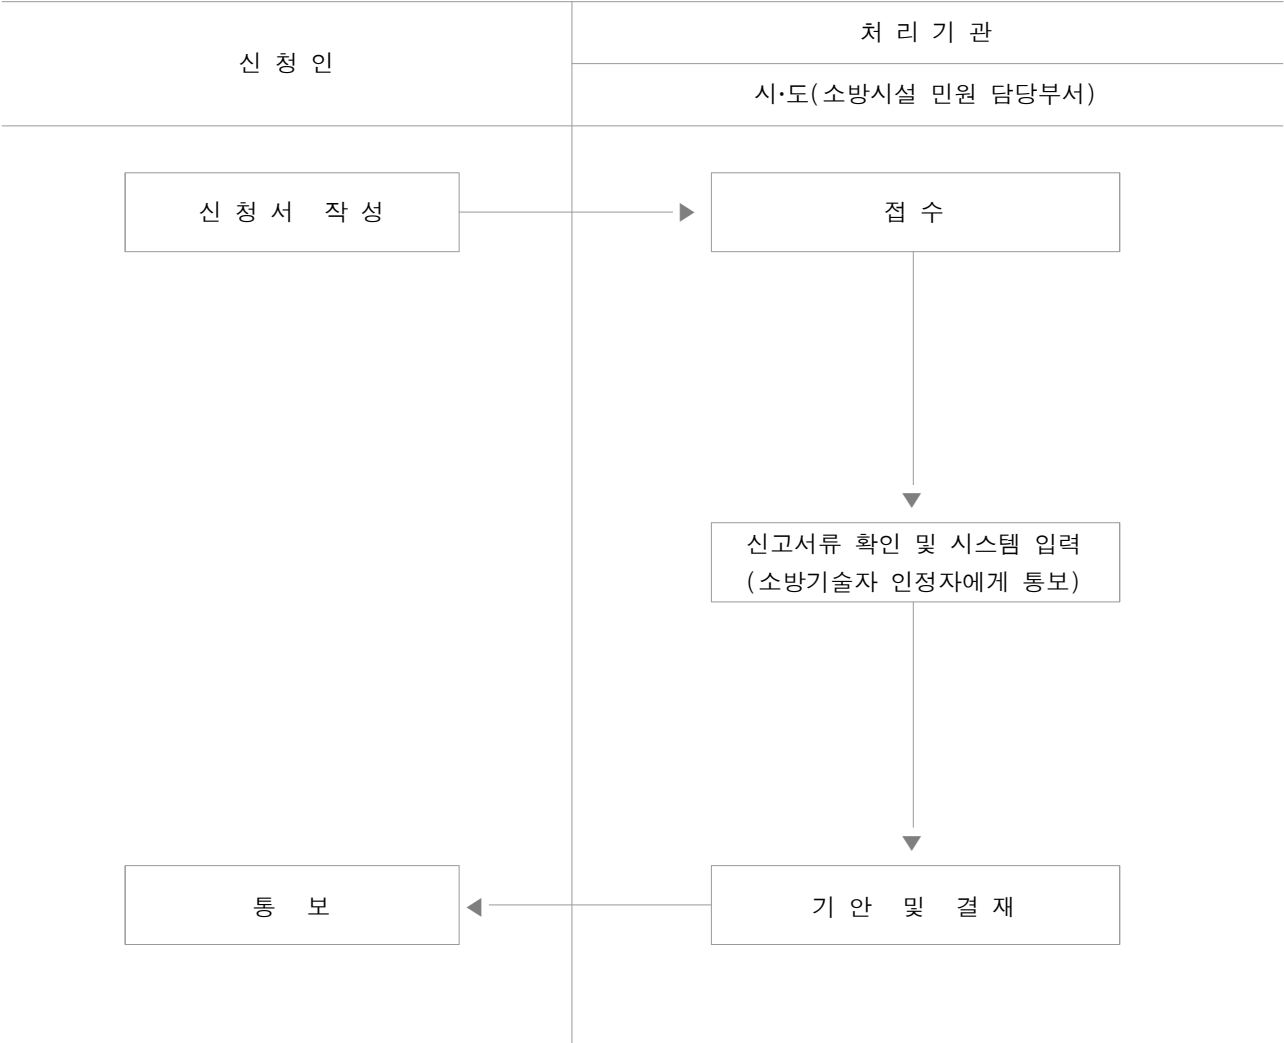 신 청 인
처 리 기 관
시·도(소방시설 민원 담당부서)
신 청 서 작 성
접 수
신고서류 확인 및 시스템 입력
(소방기술자 인정자에게 통보)
통 보
기 안 및 결 재